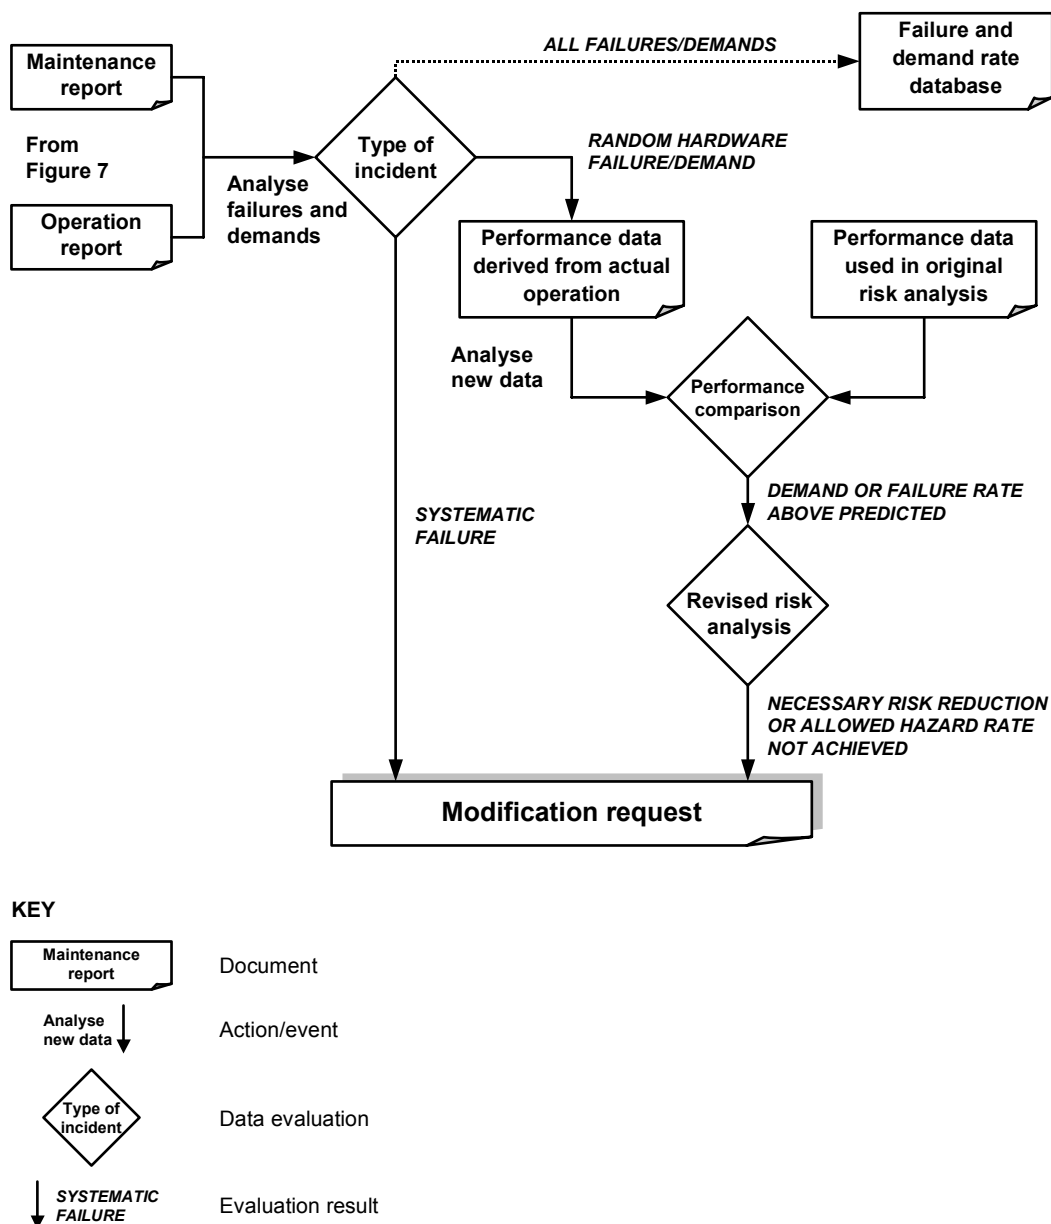 Maintenance
report
From
Figure 7
Operation
report
Analyse
failures and
demands
Type of
incident
ALL FAILURES/DEMANDS
Failure and
demand rate
database
RANDOM HARDWARE
FAILURE/DEMAND
Performance data
derived from actual
operation
Performance data
used in original
risk analysis
Analyse
new data
Performance
comparison
SYSTEMATIC
FAILURE
DEMAND OR FAILURE RATE
ABOVE PREDICTED
Revised risk
analysis
NECESSARY RISK REDUCTION
OR ALLOWED HAZARD RATE
NOT ACHIEVED
Modification request
KEY
Maintenance
report
Document
Analyse
new data
Action/event
Type of
incident
Data evaluation
SYSTEMATIC
FAILURE
Evaluation result